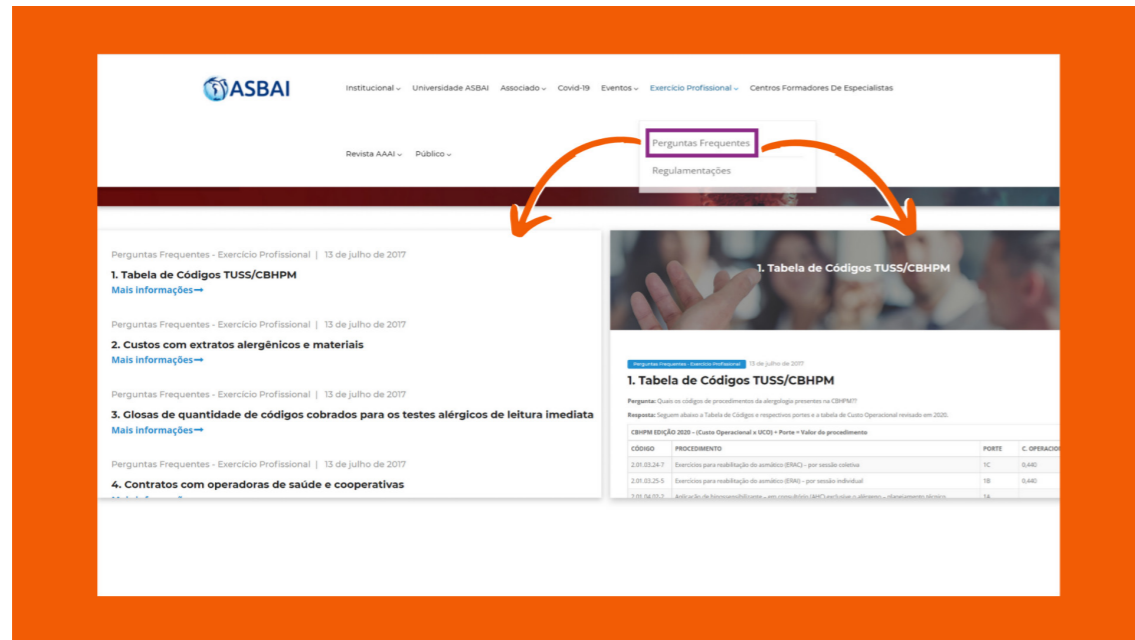 ASBAI
Institucional Universidade ASBAI Associado Covid-19 Eventos Exercício Profissional Centros Formadores De Especialistas
Revista AAAI Público
Perguntas Frequentes
Regulamentações
Perguntas Frequentes - Exercício Profissional | 13 de julho de 2017
1. Tabela de Códigos TUSS/CBHPM
Mais informações→
Perguntas Frequentes - Exercício Profissional | 13 de julho de 2017
2. Custos com extratos alergênicos e materiais
Mais informações→
Perguntas Frequentes - Exercício Profissional | 13 de julho de 2017
3. Glosas de quantidade de códigos cobrados para os testes alérgicos de leitura imediata
Mais informações→
Perguntas Frequentes - Exercício Profissional | 13 de julho de 2017
4. Contratos com operadoras de saúde e cooperativas
1. Tabela de Códigos TUSS/CBHPM
Perguntas Frequentes - Exercício Profissional 13 de julho de 2017
1. Tabela de Códigos TUSS/CBHPM
Pergunta: Quais os códigos de procedimentos da alergologia presentes na CBHPM??
Resposta: Seguem abaixo a Tabela de Códigos e respectivos portes e a tabela de Custo Operacional revisado em 2020.
CBHPM EDIÇÃO 2020 – (Custo Operacional x UCO) + Porte = Valor do procedimento
CÓDIGO PROCEDIMENTO PORTE C. OPERACION
2.01.03.24-7 Exercícios para reabilitação do asmático (ERAC) – por sessão coletiva 1C 0,440
2.01.03.25-5 Exercícios para reabilitação do asmático (ERAI) – por sessão individual 1B 0,440